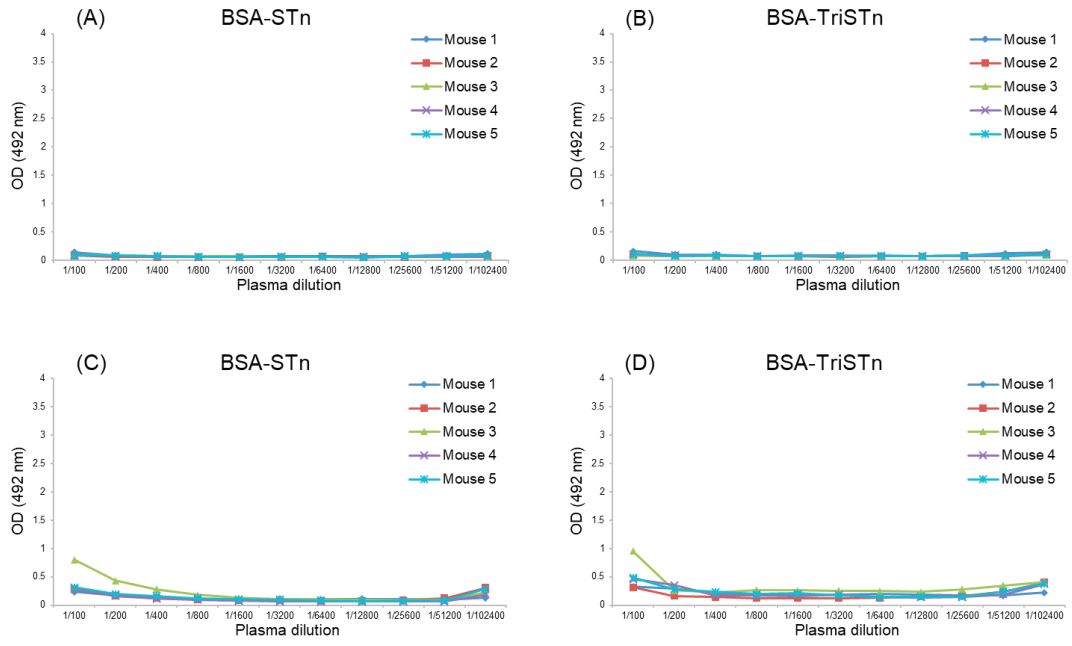 (A) BSA-STn
4
3.5
3
2.5
2
1.5
1
0.5
0
OD (492 nm)
Mouse 1
Mouse 2
Mouse 3
Mouse 4
Mouse 5
1/100 1/200 1/400 1/800 1/1600 1/3200 1/6400 1/12800 1/25600 1/51200 1/102400
Plasma dilution
(B) BSA-TriSTn
4
3.5
3
2.5
2
1.5
1
0.5
0
OD (492 nm)
Mouse 1
Mouse 2
Mouse 3
Mouse 4
Mouse 5
1/100 1/200 1/400 1/800 1/1600 1/3200 1/6400 1/12800 1/25600 1/51200 1/102400
Plasma dilution
(C) BSA-STn
4
3.5
3
2.5
2
1.5
1
0.5
0
OD (492 nm)
Mouse 1
Mouse 2
Mouse 3
Mouse 4
Mouse 5
1/100 1/200 1/400 1/800 1/1600 1/3200 1/6400 1/12800 1/25600 1/51200 1/102400
Plasma dilution
(D) BSA-TriSTn
4
3.5
3
2.5
2
1.5
1
0.5
0
OD (492 nm)
Mouse 1
Mouse 2
Mouse 3
Mouse 4
Mouse 5
1/100 1/200 1/400 1/800 1/1600 1/3200 1/6400 1/12800 1/25600 1/51200 1/102400
Plasma dilution